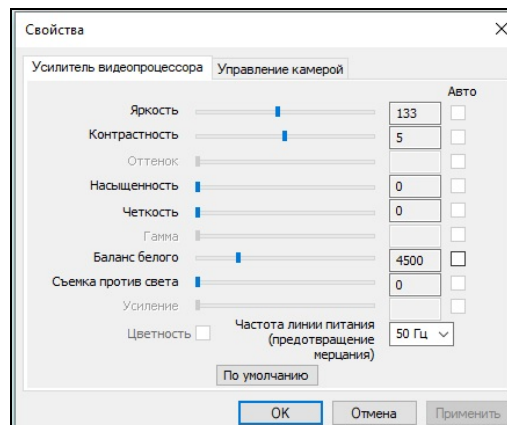 Свойства
Усилитель видеопроцессора Управление камерой
Авто
Яркость 133
Контрастность 5
Оттенок
Насыщенность 0
Четкость 0
Гамма
Баланс белого 4500
Съемка против света 0
Усиление
Цветность Частота линии питания 50 Гц
(предотвращение
мерцания)
По умолчанию
OK Отмена Применить